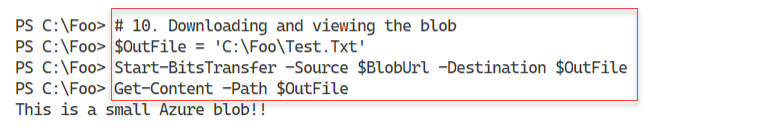 PS C:\Foo> # 10. Downloading and viewing the blob
PS C:\Foo> $OutFile = 'C:\Foo\Test.Txt'
PS C:\Foo> Start-BitsTransfer -Source $BlobUrl -Destination $OutFile
PS C:\Foo> Get-Content -Path $OutFile
This is a small Azure blob!!